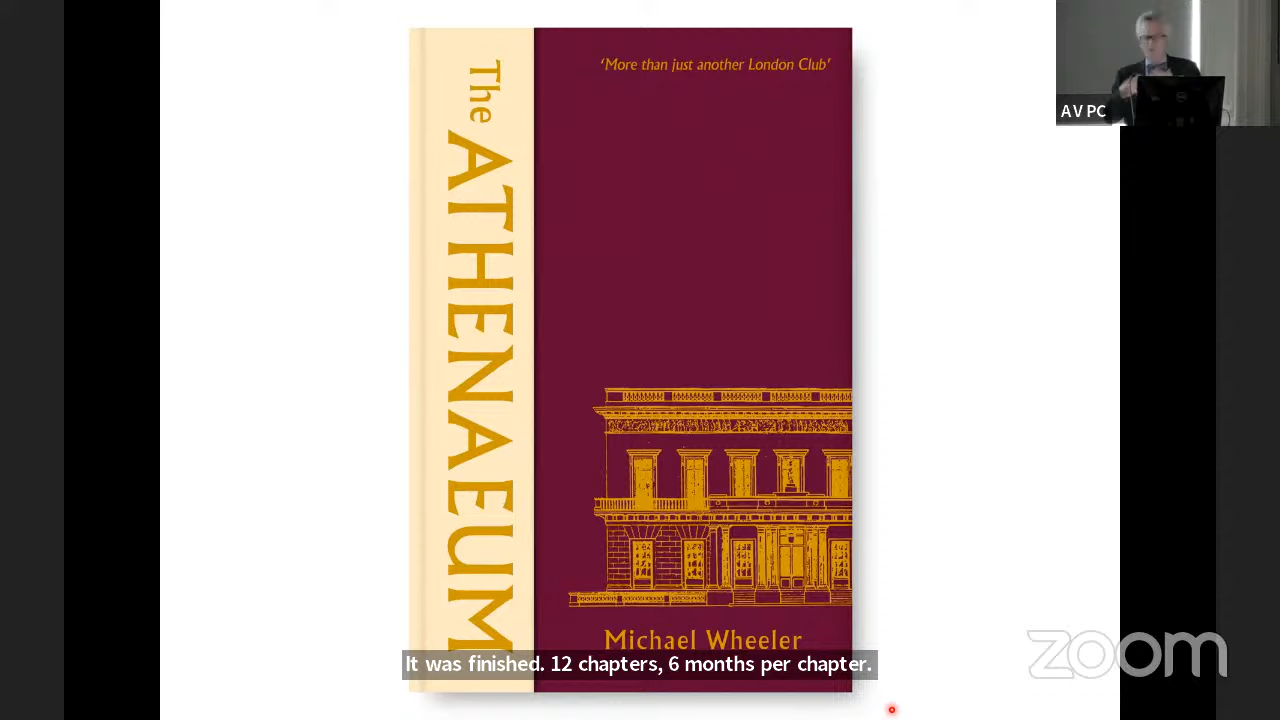 'More than just another London Club'
The ATHENAEUM
Michael Wheeler
It was finished. 12 chapters, 6 months per chapter.
AV PC
zoom